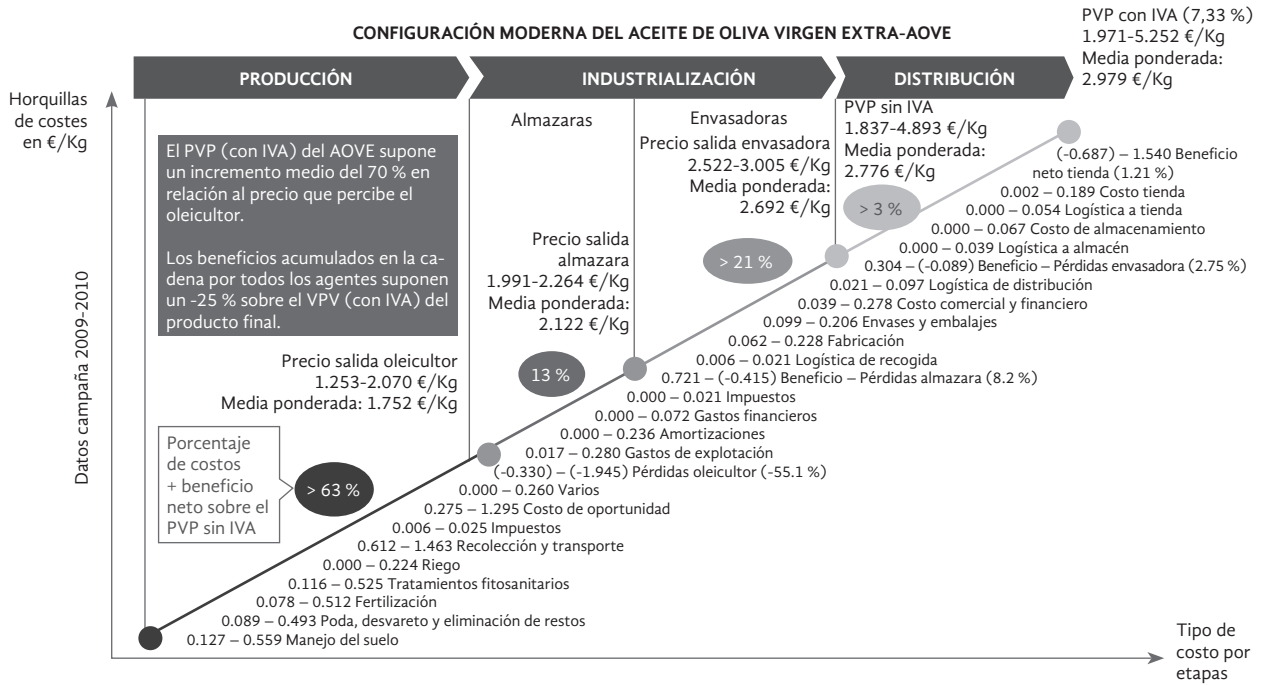 CONFIGURACIÓN MODERNA DEL ACEITE DE OLIVA VIRGEN EXTRA-AOVE
PVP con IVA (7,33 %)
1.971-5.252 €/Kg
Media ponderada:
2.979 €/Kg
PRODUCCIÓN
INDUSTRIALIZACIÓN
DISTRIBUCIÓN
Horquillas
de costes
en €/Kg
Datos campaña 2009-2010
El PVP (con IVA) del AOVE supone
un incremento medio del 70 % en
relación al precio que percibe el
oleicultor.
Los beneficios acumulados en la ca-
dena por todos los agentes suponen
un -25 % sobre el VPV (con IVA) del
producto final.
Precio salida oleicultor
1.253-2.070 €/Kg
Media ponderada: 1.752 €/Kg
Porcentaje
de costos
+ beneficio
neto sobre el
PVP sin IVA
> 63 %
Almazaras
Precio salida
almazara
1.991-2.264 €/Kg
Media ponderada:
2.122 €/Kg
13 %
Envasadoras
Precio salida envasadora
2.522-3.005 €/Kg
Media ponderada:
2.692 €/Kg
> 21 %
PVP sin IVA
1.837-4.893 €/Kg
Media ponderada:
2.776 €/Kg
> 3 %
(-0.687) – 1.540 Beneficio
neto tienda (1.21 %)
0.002 – 0.189 Costo tienda
0.000 – 0.054 Logística a tienda
0.000 – 0.067 Costo de almacenamiento
0.000 – 0.039 Logística a almacén
0.304 – (-0.089) Beneficio – Pérdidas envasadora (2.75 %)
0.021 – 0.097 Logística de distribución
0.039 – 0.278 Costo comercial y financiero
0.099 – 0.206 Envases y embalajes
0.062 – 0.228 Fabricación
0.006 – 0.021 Logística de recogida
0.721 – (-0.415) Beneficio – Pérdidas almazara (8.2 %)
0.000 – 0.021 Impuestos
0.000 – 0.072 Gastos financieros
0.000 – 0.236 Amortizaciones
0.017 – 0.280 Gastos de explotación
(-0.330) – (-1.945) Pérdidas oleicultor (-55.1 %)
0.000 – 0.260 Varios
0.275 – 1.295 Costo de oportunidad
0.006 – 0.025 Impuestos
0.612 – 1.463 Recolección y transporte
0.000 – 0.224 Riego
0.116 – 0.525 Tratamientos fitosanitarios
0.078 – 0.512 Fertilización
0.089 – 0.493 Poda, desvareto y eliminación de restos
0.127 – 0.559 Manejo del suelo
Tipo de
costo por
etapas